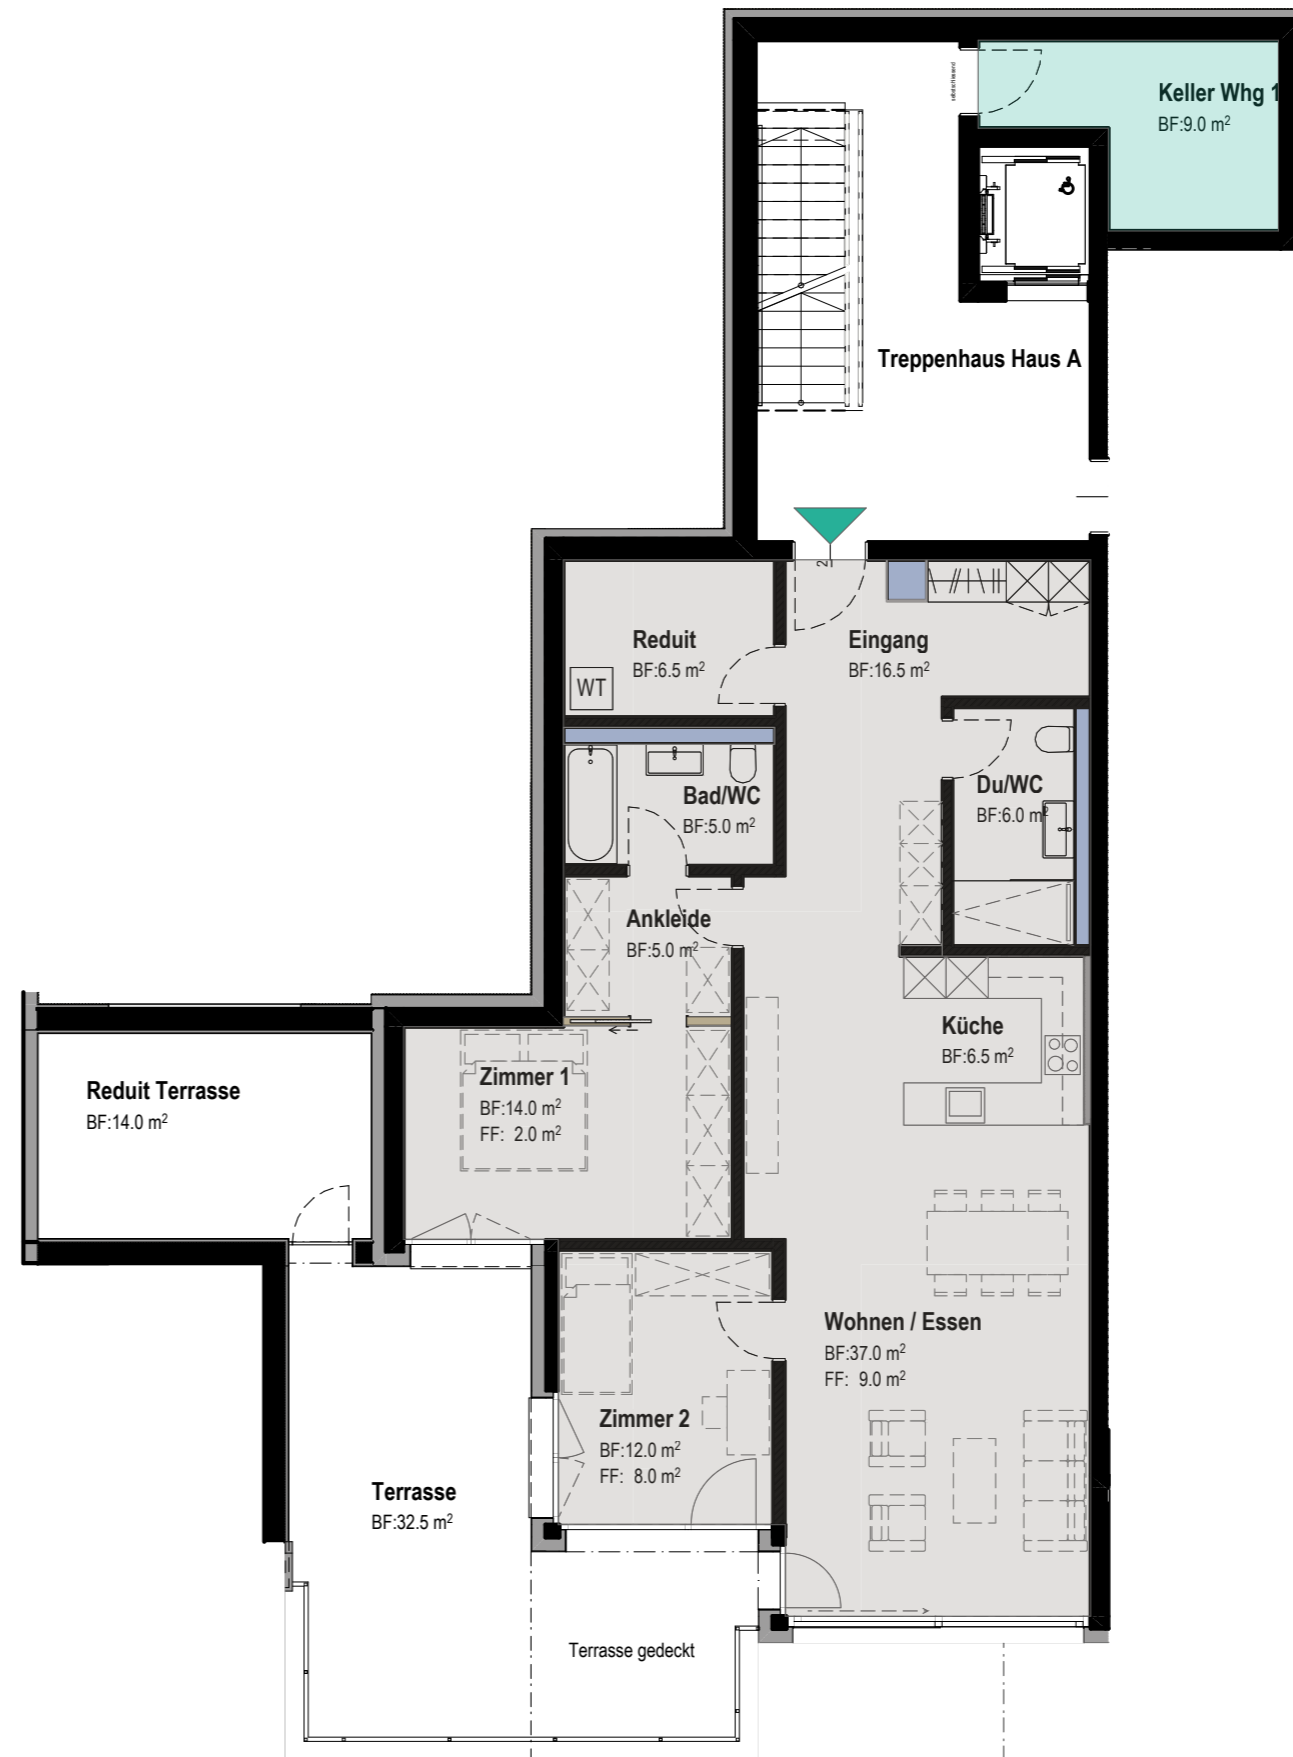 Keller Whg 1
BF:9.0 m²
Treppenhaus Haus A
2
Reduit
BF:6.5 m²
WT
Eingang
BF:16.5 m²
Bad/WC
BF:5.0 m²
Du/WC
BF:6.0 m²
Ankleide
BF:5.0 m²
Küche
BF:6.5 m²
Reduit Terrasse
BF:14.0 m²
Zimmer 1
BF:14.0 m²
FF: 2.0 m²
Wohnen / Essen
BF:37.0 m²
FF: 9.0 m²
Zimmer 2
BF:12.0 m²
FF: 8.0 m²
Terrasse
BF:32.5 m²
Terrasse gedeckt